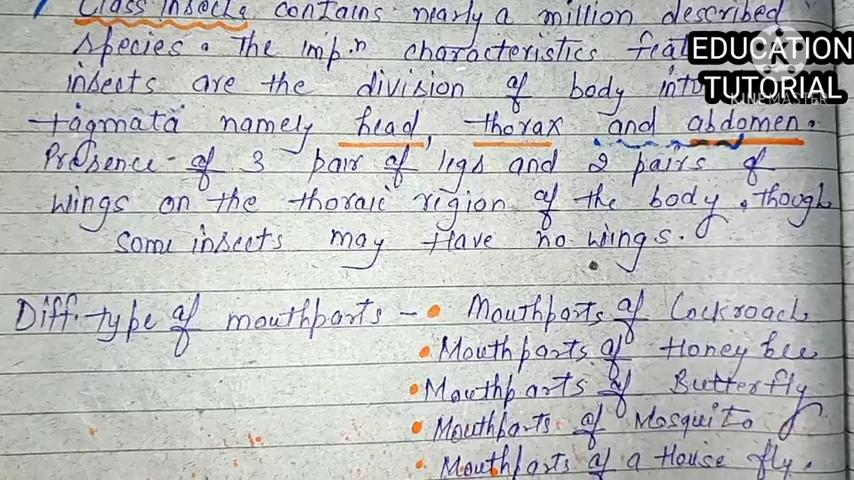 Class Insecta contains nearly a million described
species. The imp.n characteristics
insects are the division of body into
tagmata namely head, thorax and abdomen.
Presence of 3 pair of legs and 2 pairs of
wings on the thoraic region of the body, though
some insects may have no wings.
Diff. type of mouthparts - • Mouthparts of Cockroach
• Mouthparts of Honey bee
• Mouthparts of Butterfly
• Mouthparts of Mosquito
• Mouthparts of a House fly.
EDUCATION
TUTORIAL
KINEMASTER